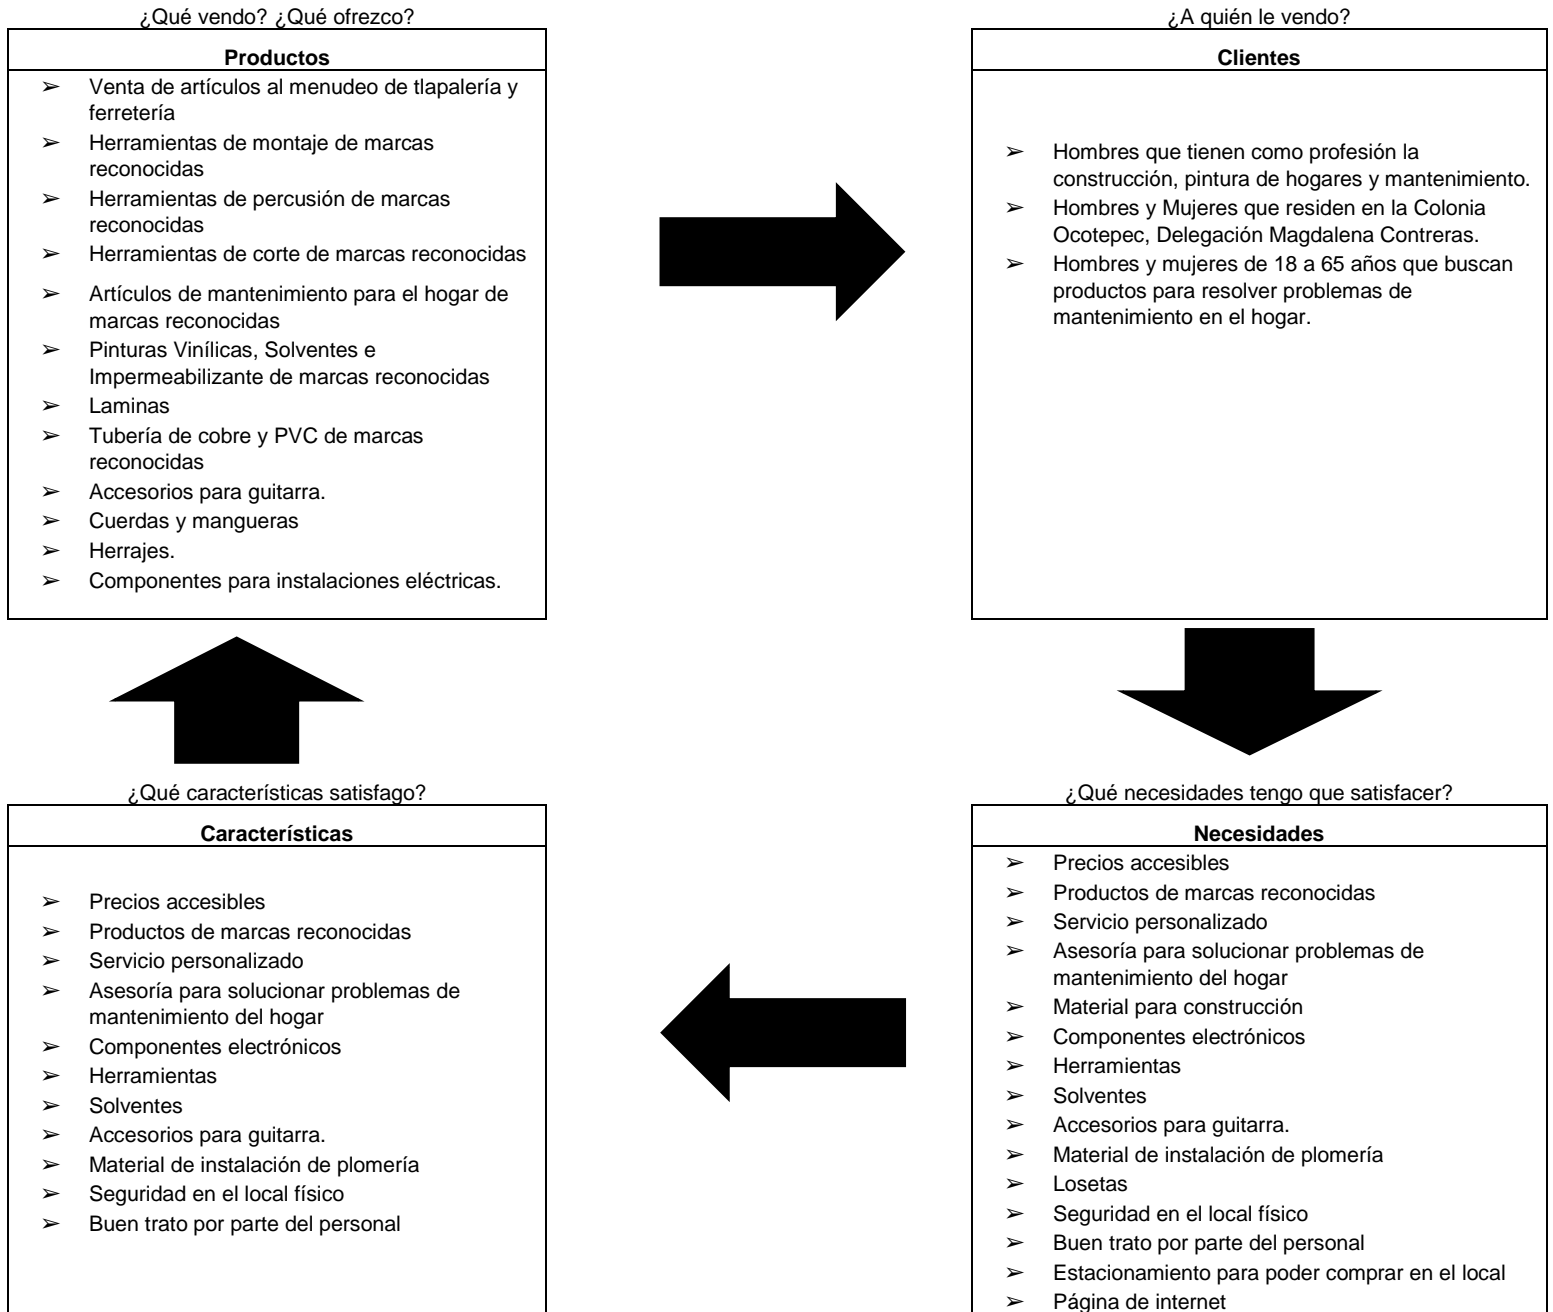 ¿Qué vendo? ¿Qué ofrezco?
Productos
➢ Venta de artículos al menudeo de tlapalería y
ferretería
➢ Herramientas de montaje de marcas
reconocidas
➢ Herramientas de percusión de marcas
reconocidas
➢ Herramientas de corte de marcas reconocidas
➢ Artículos de mantenimiento para el hogar de
marcas reconocidas
➢ Pinturas Vinílicas, Solventes e
Impermeabilizante de marcas reconocidas
➢ Laminas
➢ Tubería de cobre y PVC de marcas
reconocidas
➢ Accesorios para guitarra.
➢ Cuerdas y mangueras
➢ Herrajes.
➢ Componentes para instalaciones eléctricas.
¿A quién le vendo?
Clientes
➢ Hombres que tienen como profesión la
construcción, pintura de hogares y mantenimiento.
➢ Hombres y Mujeres que residen en la Colonia
Ocotepec, Delegación Magdalena Contreras.
➢ Hombres y mujeres de 18 a 65 años que buscan
productos para resolver problemas de
mantenimiento en el hogar.
¿Qué características satisfago?
Características
➢ Precios accesibles
➢ Productos de marcas reconocidas
➢ Servicio personalizado
➢ Asesoría para solucionar problemas de
mantenimiento del hogar
➢ Componentes electrónicos
➢ Herramientas
➢ Solventes
➢ Accesorios para guitarra.
➢ Material de instalación de plomería
➢ Seguridad en el local físico
➢ Buen trato por parte del personal
¿Qué necesidades tengo que satisfacer?
Necesidades
➢ Precios accesibles
➢ Productos de marcas reconocidas
➢ Servicio personalizado
➢ Asesoría para solucionar problemas de
mantenimiento del hogar
➢ Material para construcción
➢ Componentes electrónicos
➢ Herramientas
➢ Solventes
➢ Accesorios para guitarra.
➢ Material de instalación de plomería
➢ Losetas
➢ Seguridad en el local físico
➢ Buen trato por parte del personal
➢ Estacionamiento para poder comprar en el local
➢ Página de internet